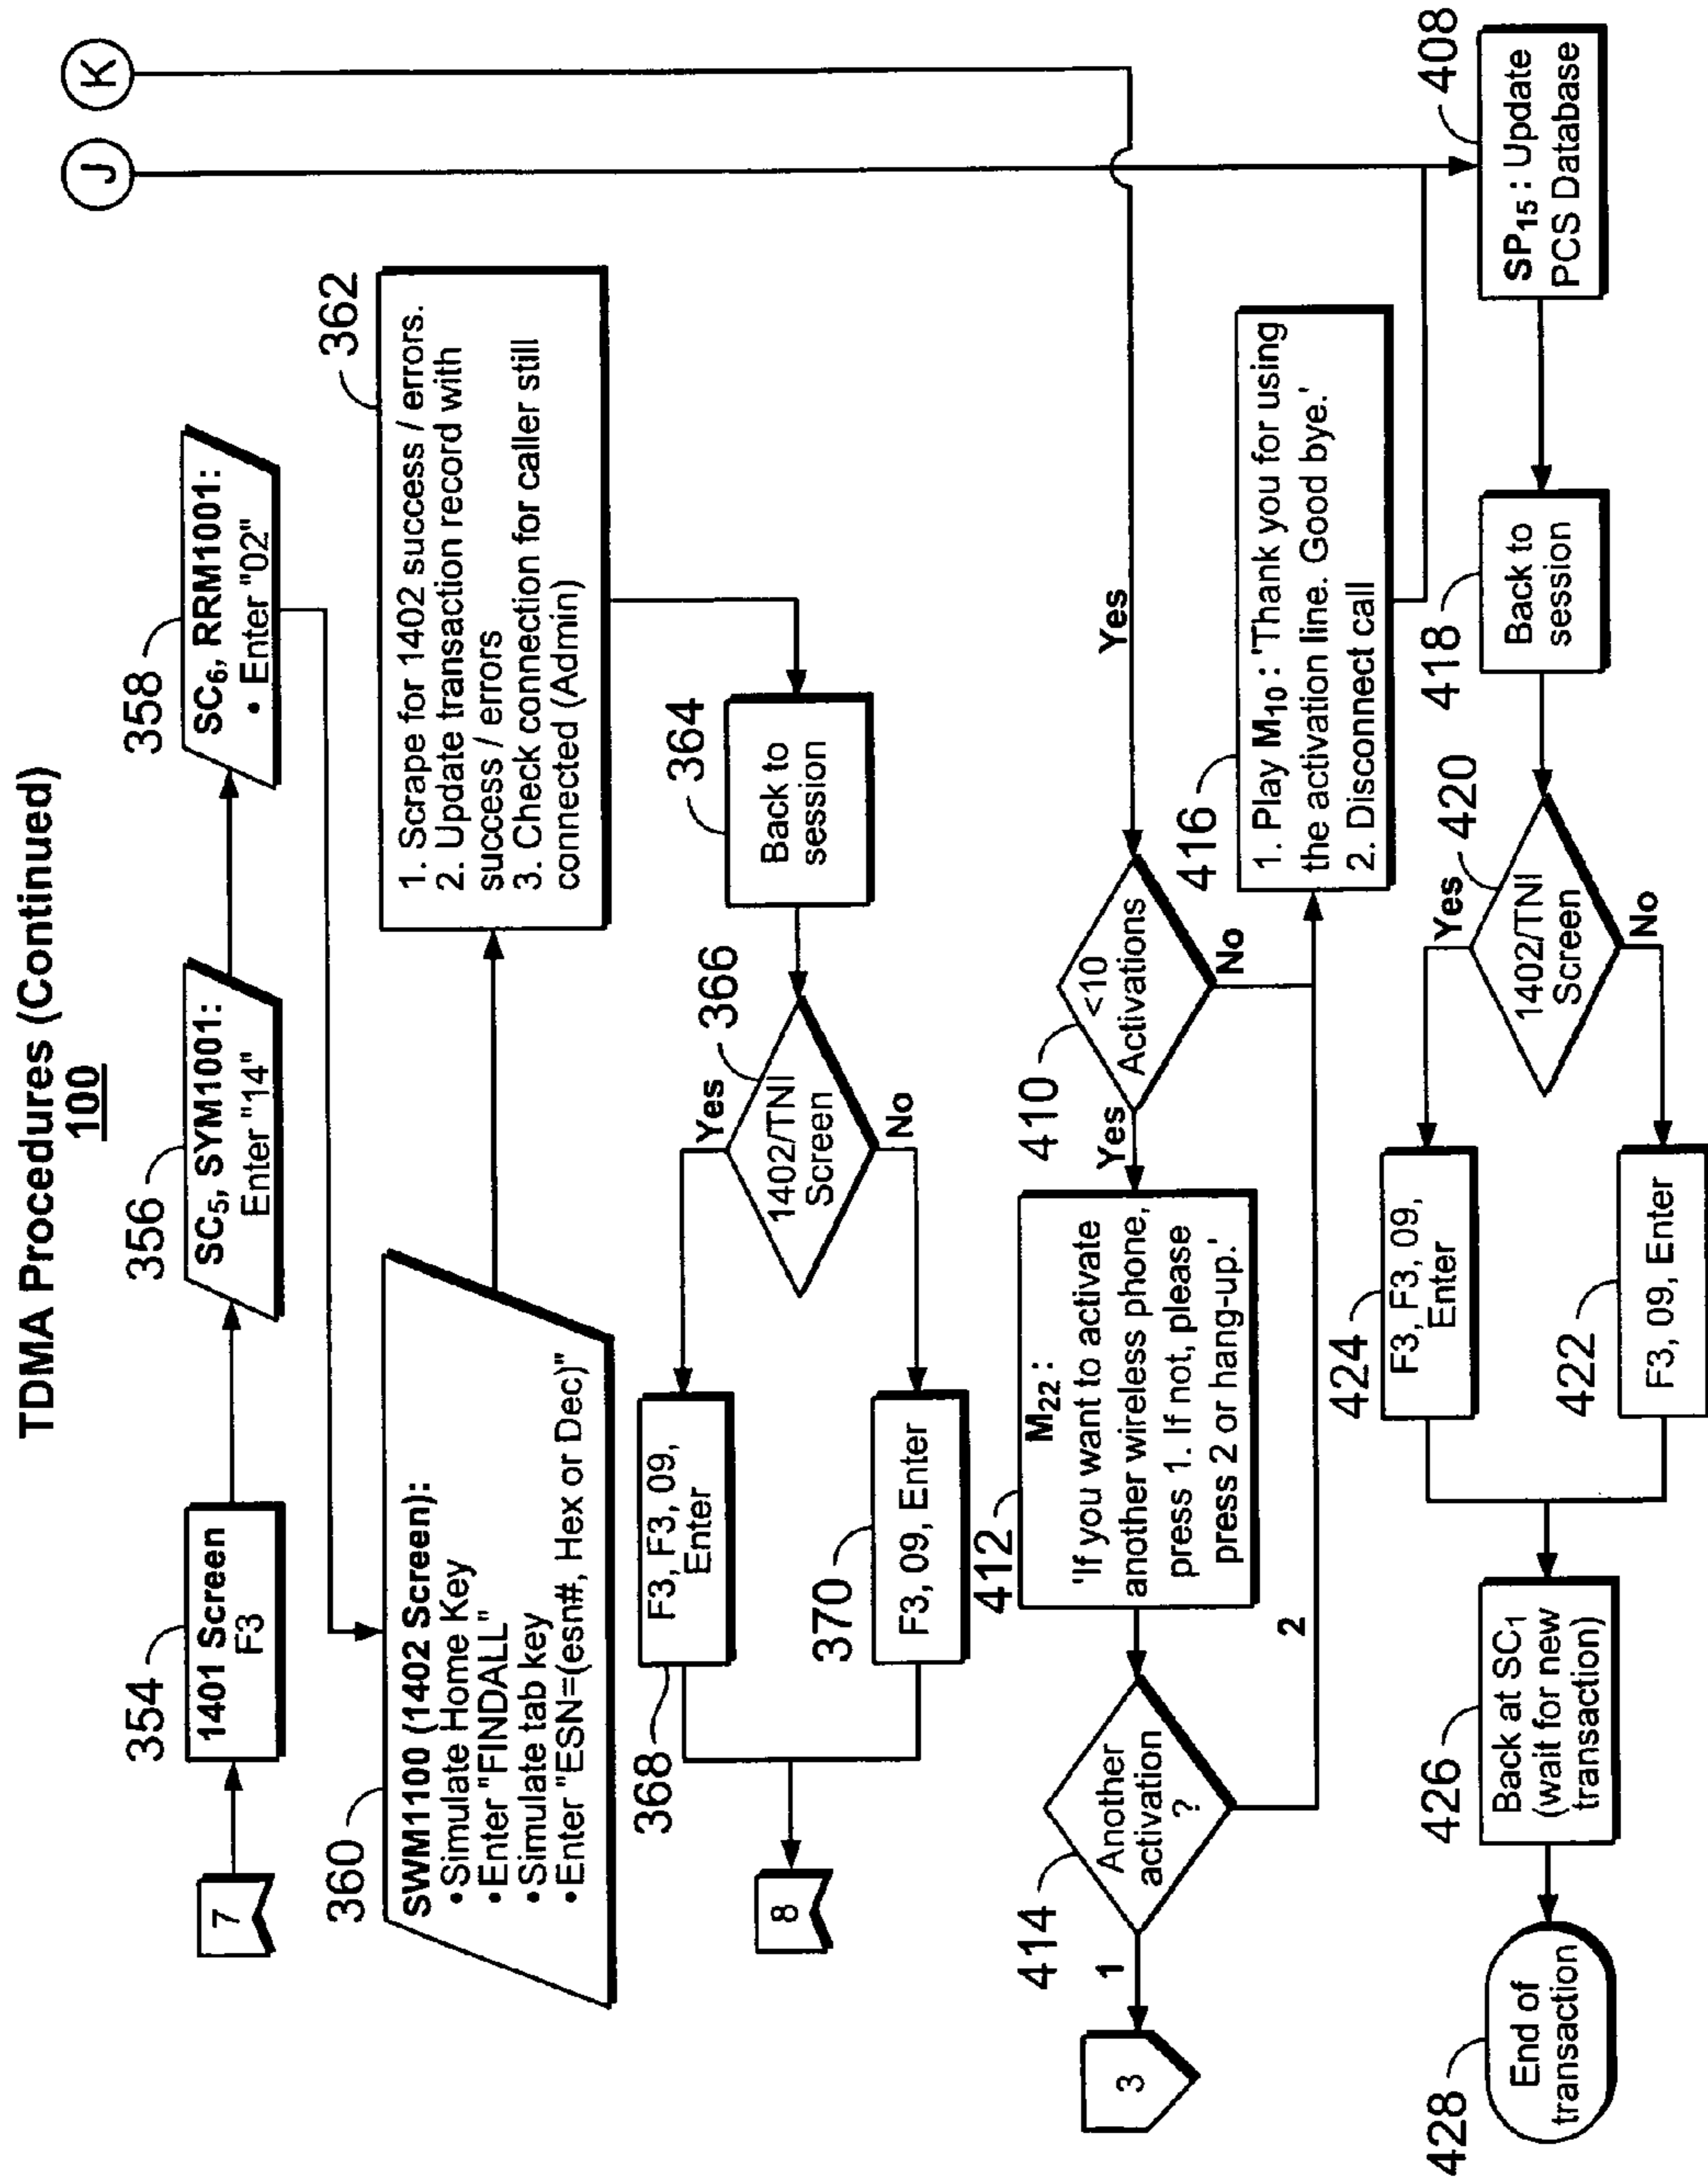 TDMA Procedures (Continued)
100
7
354
1401 Screen
F3
356
SC5, SYM1001:
Enter "14"
358
SC6, RRM1001:
• Enter "02"
J
K
360
SWM1100 (1402 Screen):
•Simulate Home Key
•Enter "FINDALL"
•Simulate tab key
•Enter "ESN=(esn#, Hex or Dec)"
362
1. Scrape for 1402 success / errors.
2. Update transaction record with
success / errors
3. Check connection for caller still
connected (Admin)
364
Back to
session
366
1402/TNI
Screen
Yes
No
368
F3, F3, 09,
Enter
370
F3, 09, Enter
8
Yes
410
<10
Activations
Yes
No
412
M22 :
'If you want to activate
another wireless phone,
press 1. If not, please
press 2 or hang-up.'
414
Another
activation
?
1
2
3
416
1. Play M10 : 'Thank you for using
the activation line. Good bye.'
2. Disconnect call
408
SP15 : Update
PCS Database
418
Back to
session
420
1402/TNI
Screen
Yes
No
424
F3, F3, 09,
Enter
422
F3, 09, Enter
426
Back at SC1
(wait for new
transaction)
428
End of
transaction